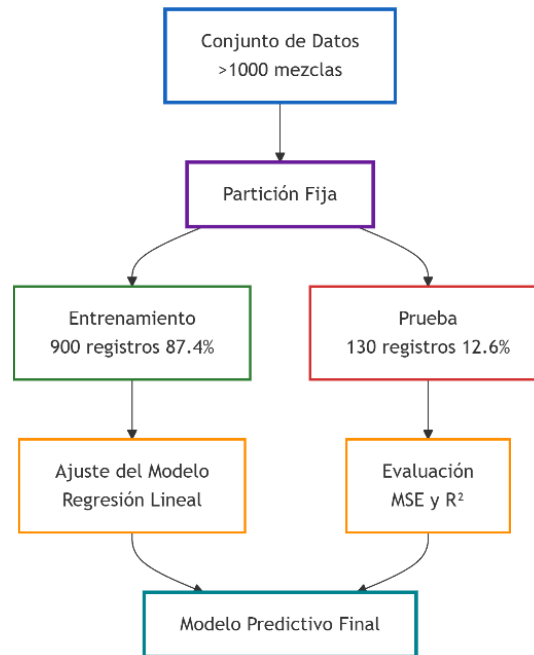 Conjunto de Datos
>1000 mezclas
Partición Fija
Entrenamiento
900 registros 87.4%
Prueba
130 registros 12.6%
Ajuste del Modelo
Regresión Lineal
Evaluación
MSE y R²
Modelo Predictivo Final